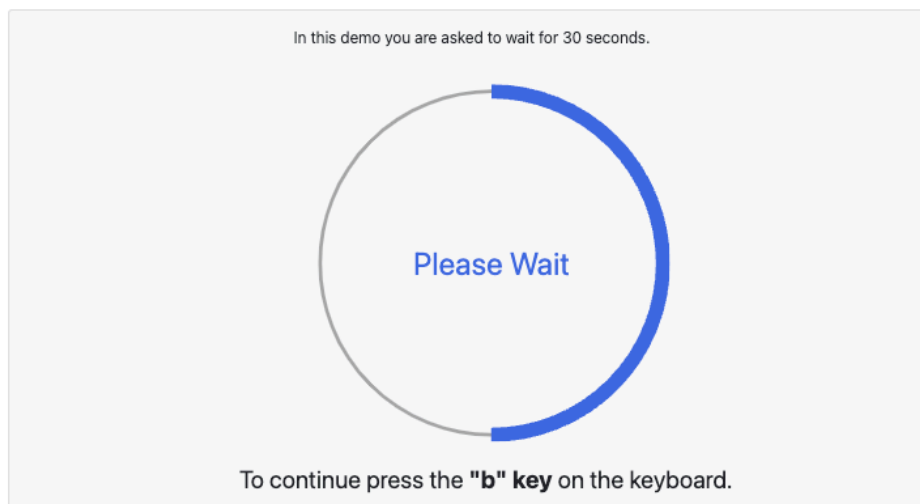 In this demo you are asked to wait for 30 seconds.
Please Wait
To continue press the "b" key on the keyboard.